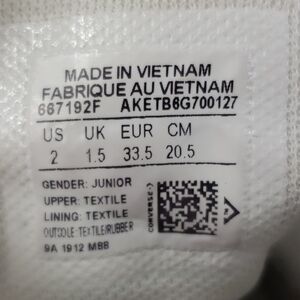 MADE IN VIETNAM
FABRIQUE AU VIETNAM
667192F AKETB6G700127
US UK EUR CM
2 1.5 33.5 20.5
GENDER: JUNIOR
UPPER: TEXTILE
LINING: TEXTILE
OUTSOLE: TEXTILE/RUBBER
9A 1912 MBB
CONVERSE